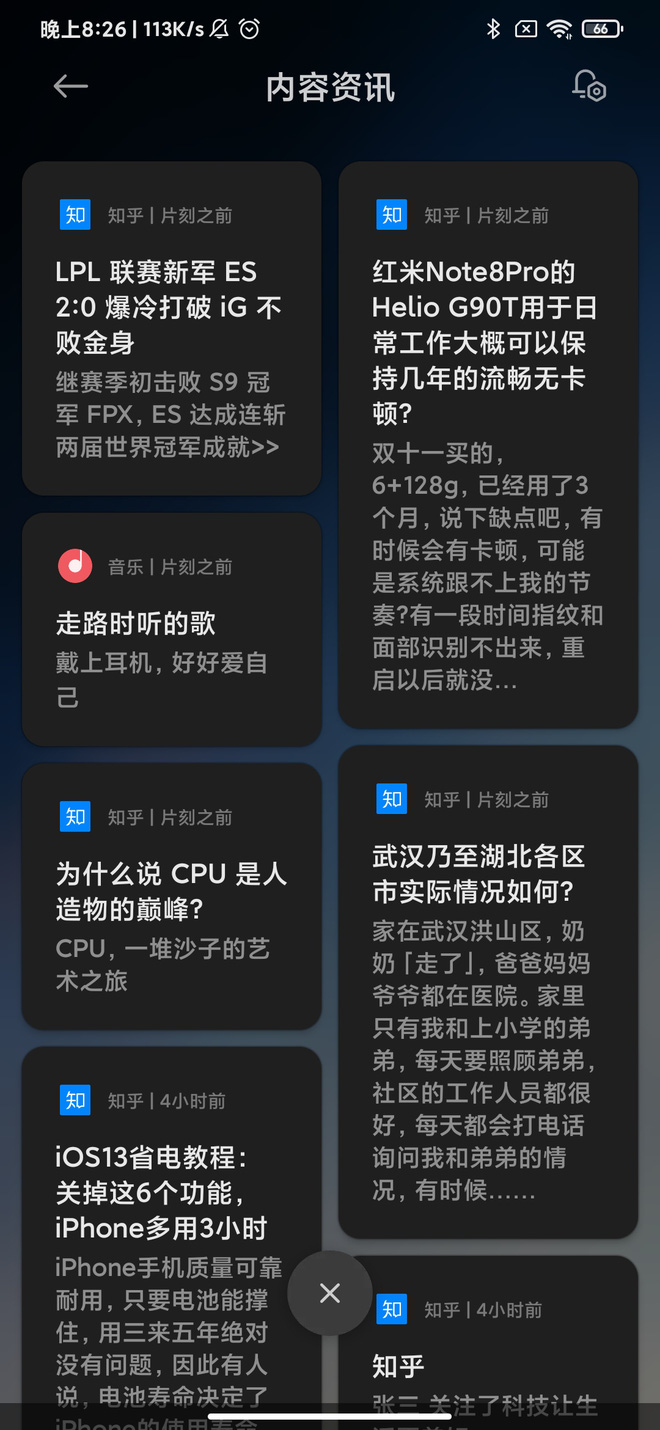 晚上8:26 | 113K/s
66
内容资讯
知 知乎 | 片刻之前
LPL 联赛新军 ES
2:0 爆冷打破 iG 不
败金身
继赛季初击败 S9 冠
军 FPX，ES 达成连斩
两届世界冠军成就>>
音乐 | 片刻之前
走路时听的歌
戴上耳机，好好爱自
己
知 知乎 | 片刻之前
为什么说 CPU 是人
造物的巅峰？
CPU，一堆沙子的艺
术之旅
知 知乎 | 4小时前
iOS13省电教程：
关掉这6个功能，
iPhone多用3小时
iPhone手机质量可靠
耐用，只要电池能撑
住，用三来五年绝对
没有问题，因此有人
说，电池寿命决定了
iPhone的使用寿命
知 知乎 | 片刻之前
红米Note8Pro的
Helio G90T用于日
常工作大概可以保
持几年的流畅无卡
顿？
双十一买的，
6+128g，已经用了3
个月，说下缺点吧，有
时候会有卡顿，可能
是系统跟不上我的节
奏?有一段时间指纹和
面部识别不出来，重
启以后就没…
知 知乎 | 片刻之前
武汉乃至湖北各区
市实际情况如何？
家在武汉洪山区，奶
奶「走了」，爸爸妈妈
爷爷都在医院。家里
只有我和上小学的弟
弟，每天要照顾弟弟，
社区的工作人员都很
好，每天都会打电话
询问我和弟弟的情
况，有时候……
知 知乎 | 4小时前
知乎
张三 关注了科技让生